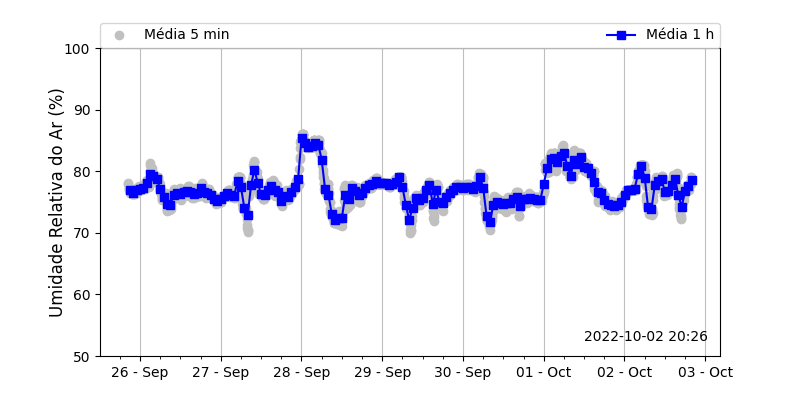 Média 5 min
Média 1 h
Umidade Relativa do Ar (%)
100
90
80
70
60
50
2022-10-02 20:26
26 - Sep
27 - Sep
28 - Sep
29 - Sep
30 - Sep
01 - Oct
02 - Oct
03 - Oct